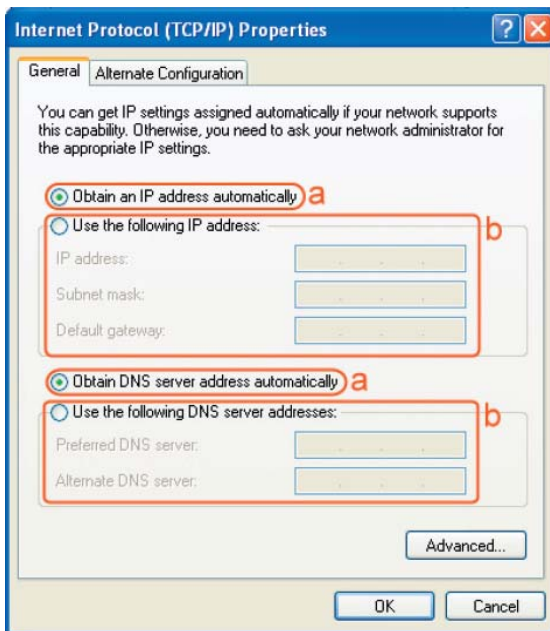 Internet Protocol (TCP/IP) Properties
General
Alternate Configuration
You can get IP settings assigned automatically if your network supports
this capability. Otherwise, you need to ask your network administrator for
the appropriate IP settings.
Obtain an IP address automatically
a
Use the following IP address:
b
IP address:
Subnet mask:
Default gateway:
Obtain DNS server address automatically
a
Use the following DNS server addresses:
b
Preferred DNS server:
Alternate DNS server:
Advanced...
OK
Cancel